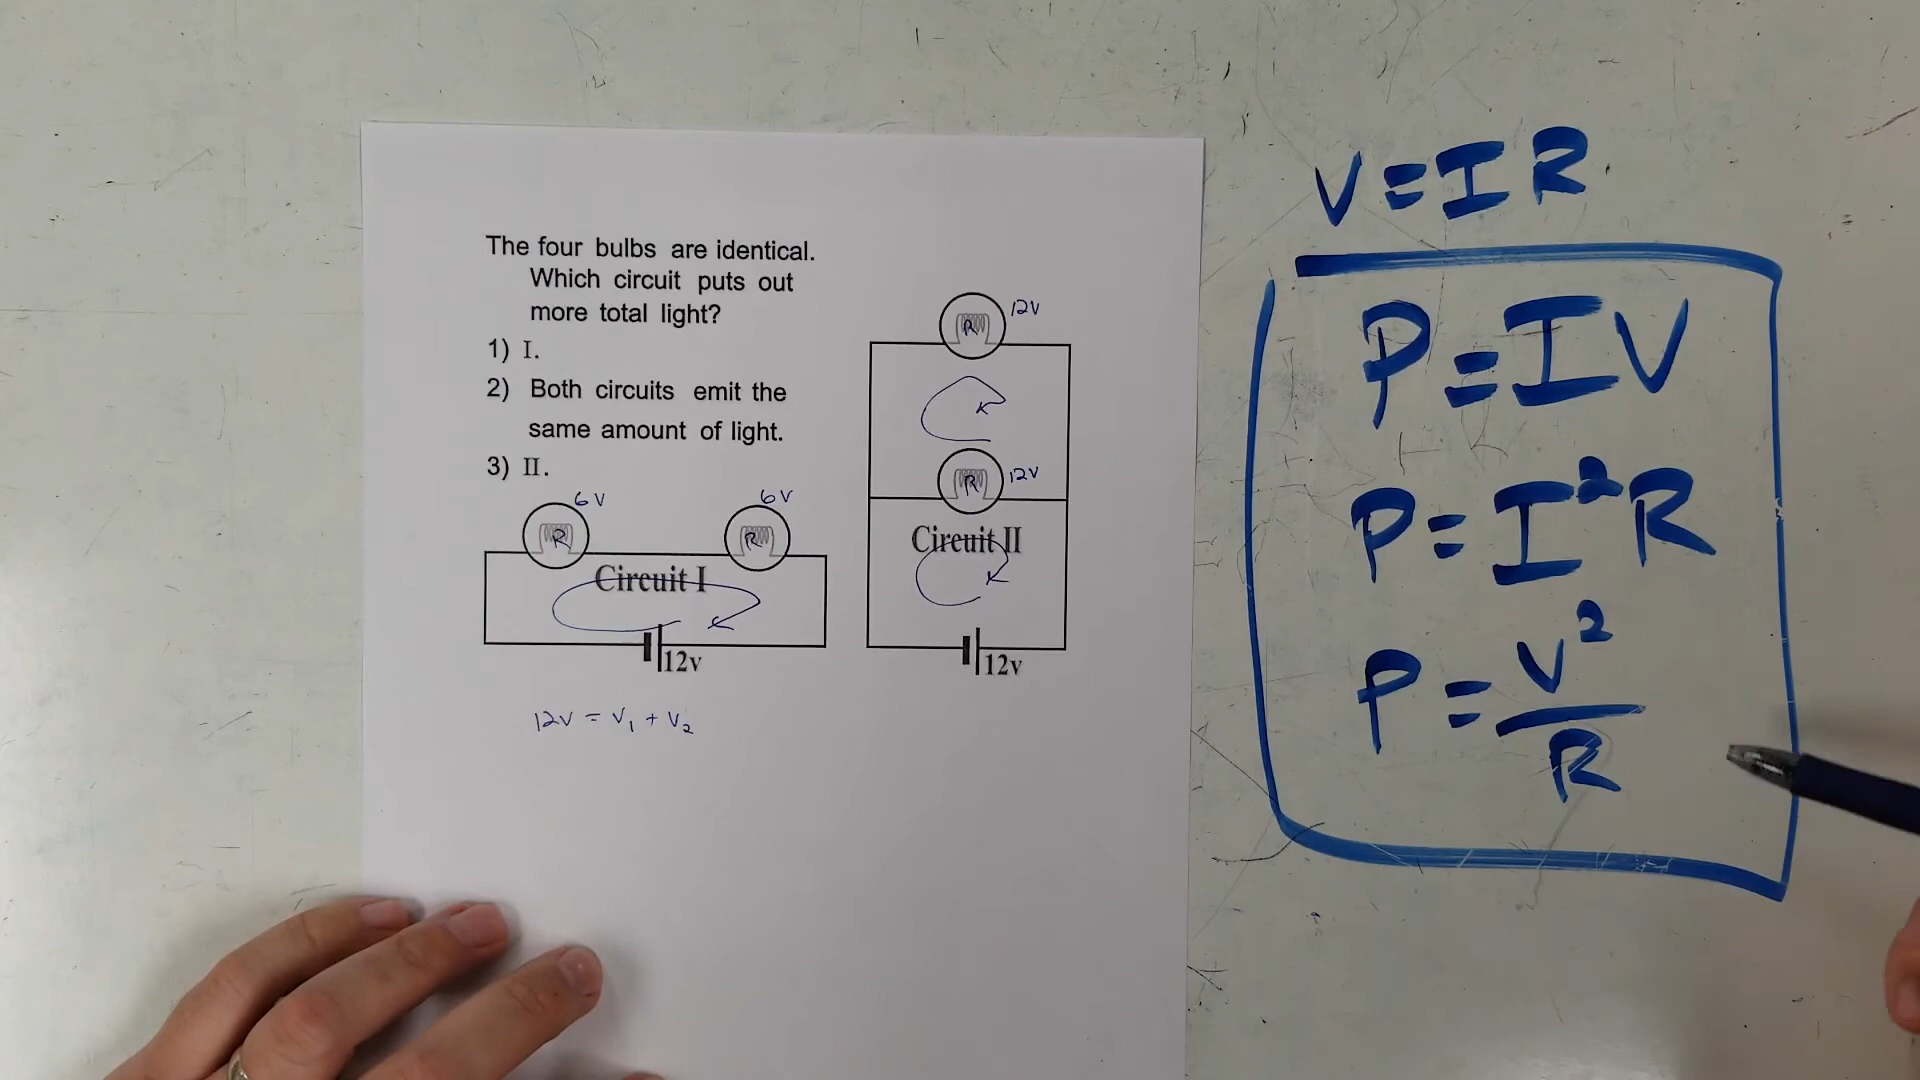 The four bulbs are identical.
Which circuit puts out
more total light?
1) I.
2) Both circuits emit the
same amount of light.
3) II.
6V
6V
R
R
Circuit I
12v
12V = V₁ + V₂
12V
R
12V
R
Circuit II
12v
V = IR
P = IV
P = I²R
P = V²/R